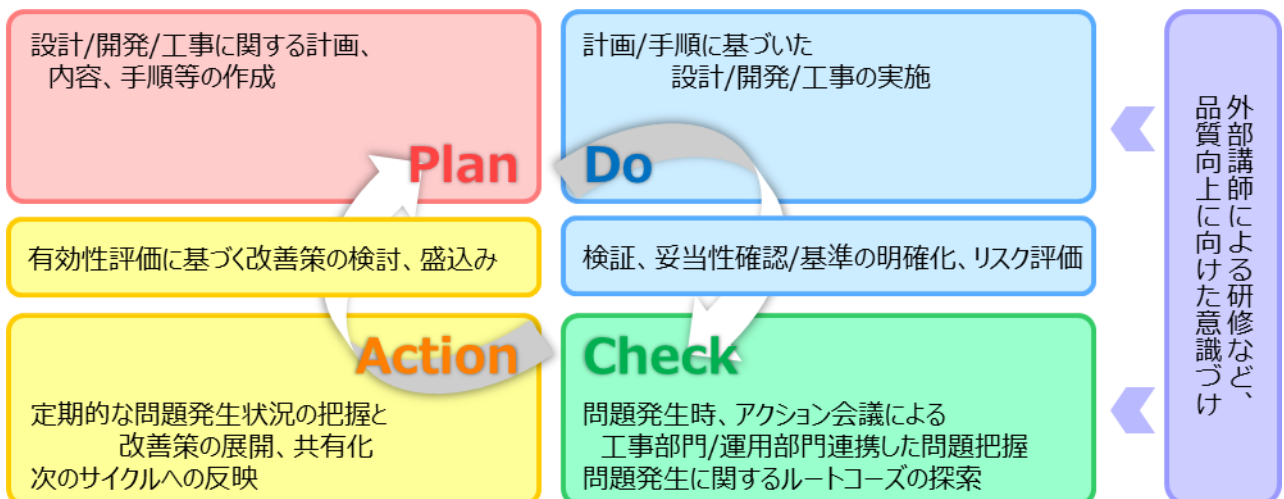 設計/開発/工事に関する計画、
内容、手順等の作成
Plan
計画/手順に基づいた
設計/開発/工事の実施
Do
有効性評価に基づく改善策の検討、盛込み
検証、妥当性確認/基準の明確化、リスク評価
Action
定期的な問題発生状況の把握と
改善策の展開、共有化
次のサイクルへの反映
Check
問題発生時、アクション会議による
工事部門/運用部門連携した問題把握
問題発生に関するルートコーズの探索
外部講師による研修など、
品質向上に向けた意識づけ